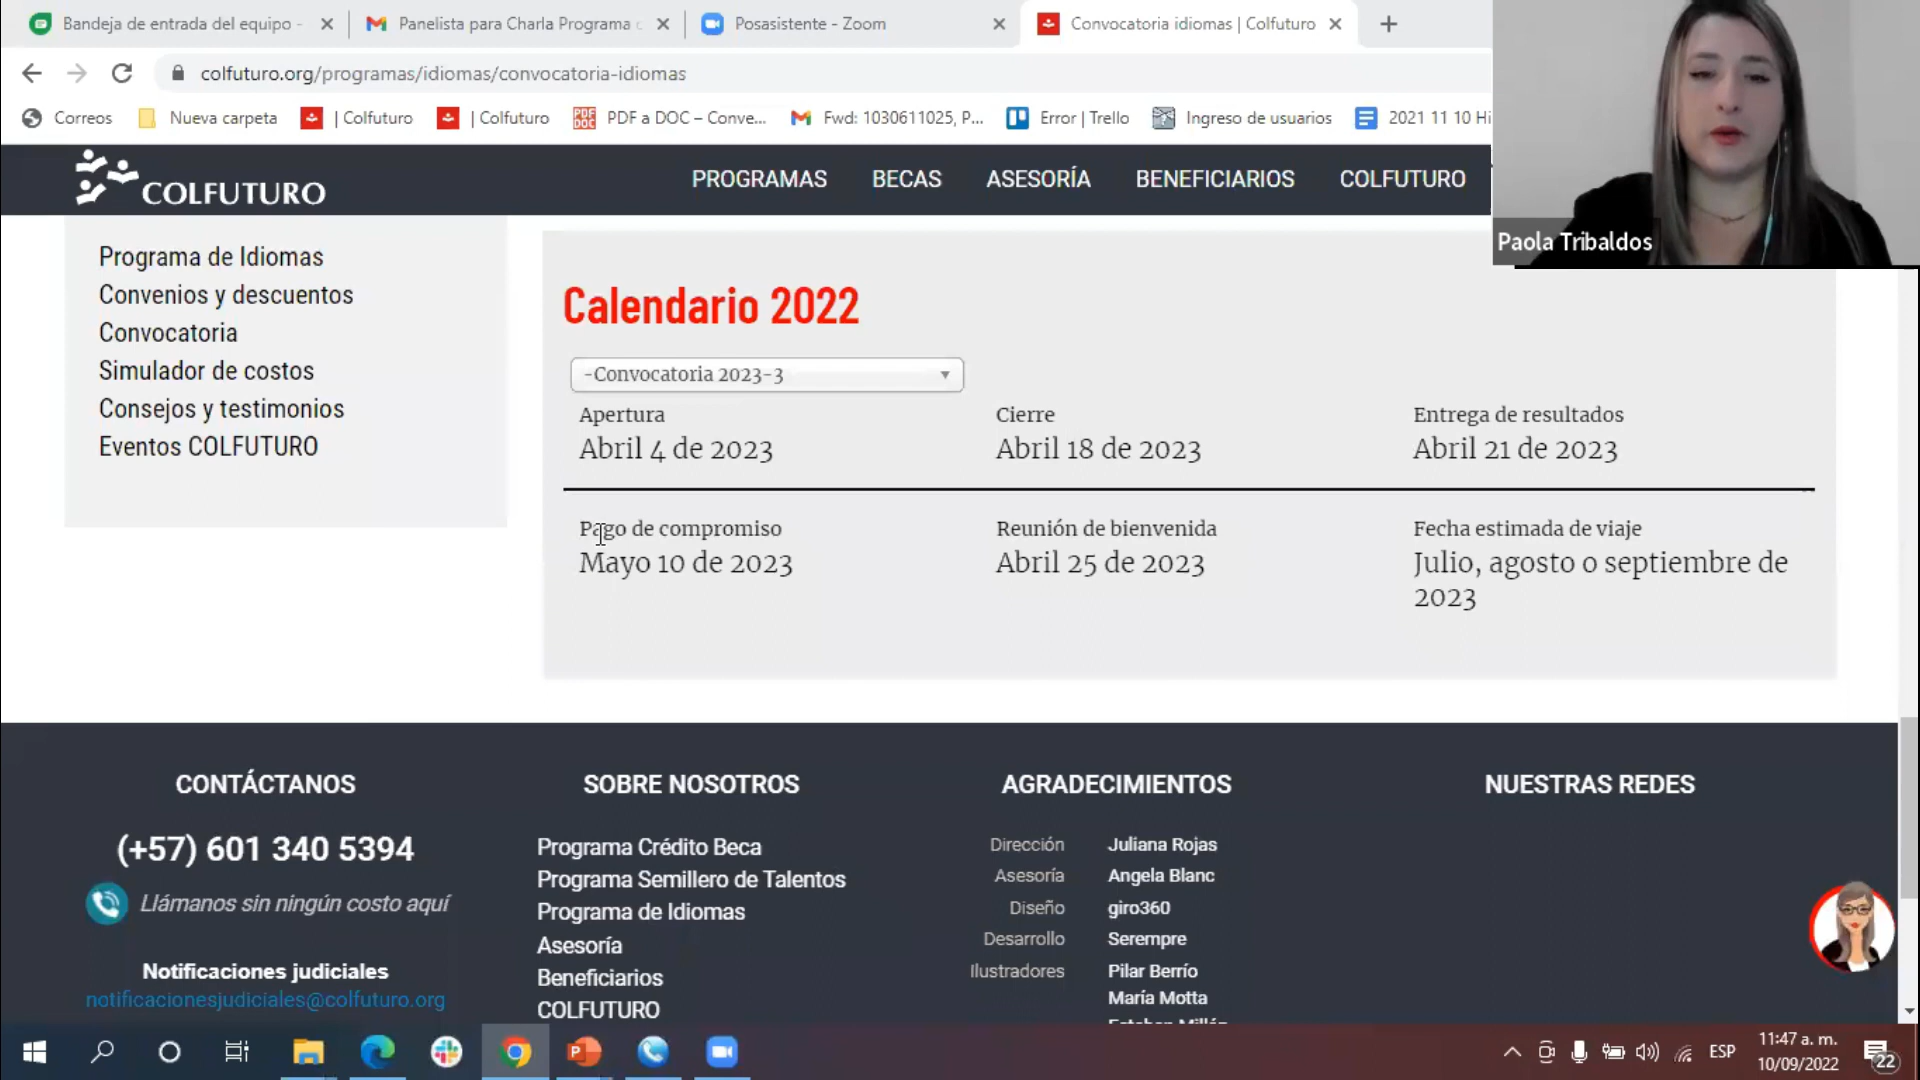 Bandeja de entrada del equipo -
Panelista para Charla Programa
Posasistente - Zoom
Convocatoria idiomas | Colfuturo
colfuturo.org/programas/idiomas/convocatoria-idiomas
Correos
Nueva carpeta
| Colfuturo
| Colfuturo
PDF a DOC – Conve...
Fwd: 1030611025, P...
Error | Trello
Ingreso de usuarios
2021 11 10 Hi
Paola Tribaldos
COLFUTURO
PROGRAMAS
BECAS
ASESORÍA
BENEFICIARIOS
COLFUTURO
Programa de Idiomas
Convenios y descuentos
Convocatoria
Simulador de costos
Consejos y testimonios
Eventos COLFUTURO
Calendario 2022
-Convocatoria 2023-3
Apertura
Abril 4 de 2023
Cierre
Abril 18 de 2023
Entrega de resultados
Abril 21 de 2023
Pago de compromiso
Mayo 10 de 2023
Reunión de bienvenida
Abril 25 de 2023
Fecha estimada de viaje
Julio, agosto o septiembre de
2023
CONTÁCTANOS
(+57) 601 340 5394
Llámanos sin ningún costo aquí
Notificaciones judiciales
notificacionesjudiciales@colfuturo.org
SOBRE NOSOTROS
Programa Crédito Beca
Programa Semillero de Talentos
Programa de Idiomas
Asesoría
Beneficiarios
COLFUTURO
AGRADECIMIENTOS
Dirección Juliana Rojas
Asesoría Angela Blanc
Diseño giro360
Desarrollo Serempre
Ilustradores Pilar Berrío
María Motta
NUESTRAS REDES
PDF
DOC
P
ESP
11:47 a. m.
10/09/2022
22